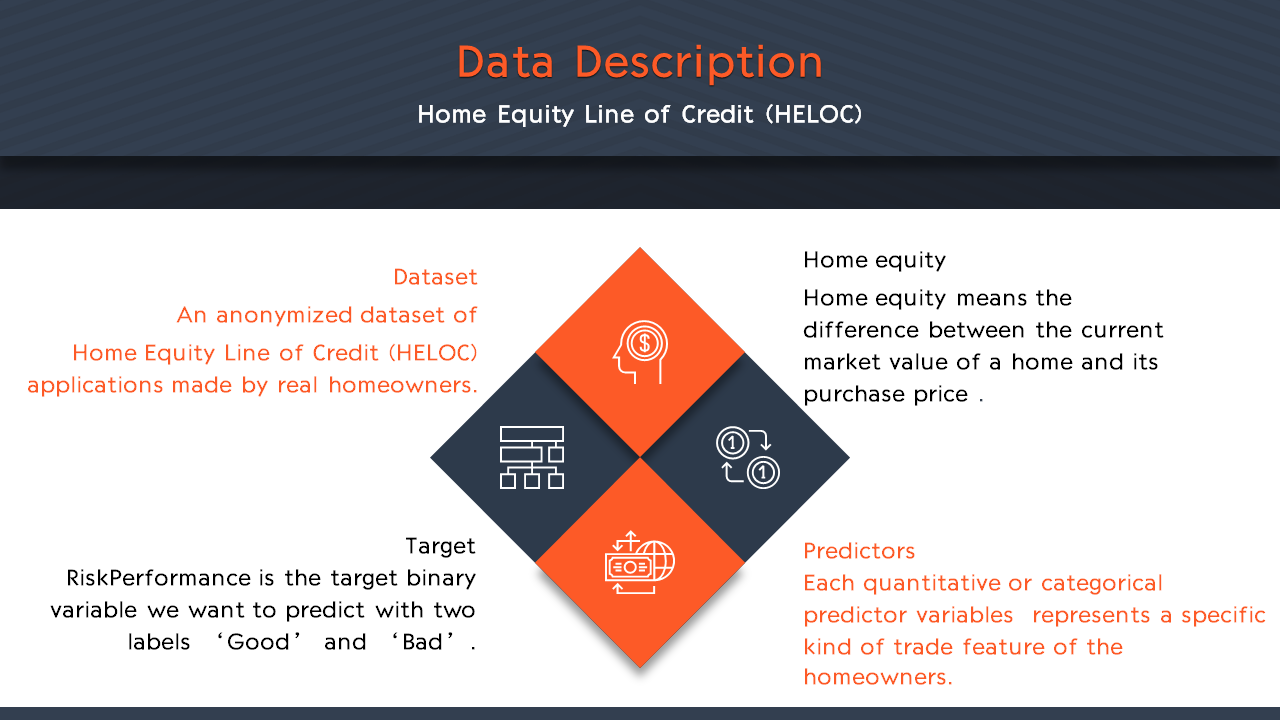 Data Description
Home Equity Line of Credit (HELOC)
Dataset
An anonymized dataset of
Home Equity Line of Credit (HELOC)
applications made by real homeowners.
Home equity
Home equity means the
difference between the current
market value of a home and its
purchase price .
$
1
1
Target
RiskPerformance is the target binary
variable we want to predict with two
labels ‘Good’ and ‘Bad’.
Predictors
Each quantitative or categorical
predictor variables represents a specific
kind of trade feature of the
homeowners.